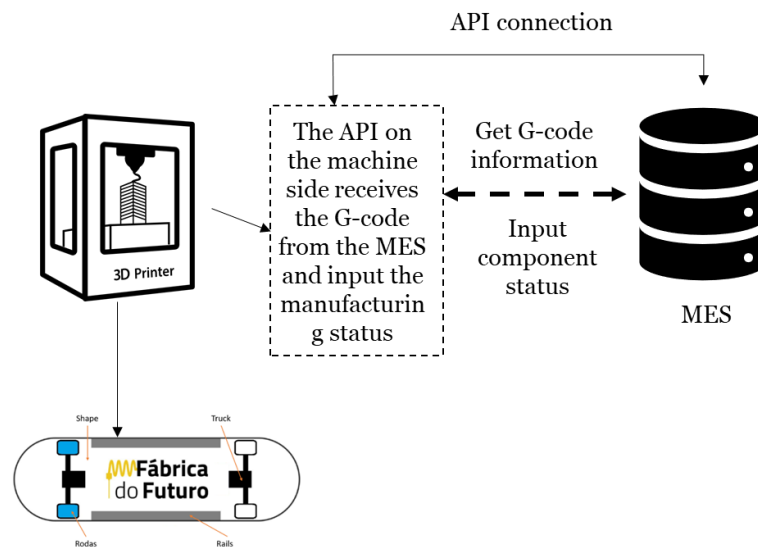 API connection
The API on
the machine
side receives
the G-code
from the MES
and input the
manufacturin
g status
Get G-code
information
Input
component
status
MES
3D Printer
Shape
Truck
Fábrica
do Futuro
Rodas
Rails